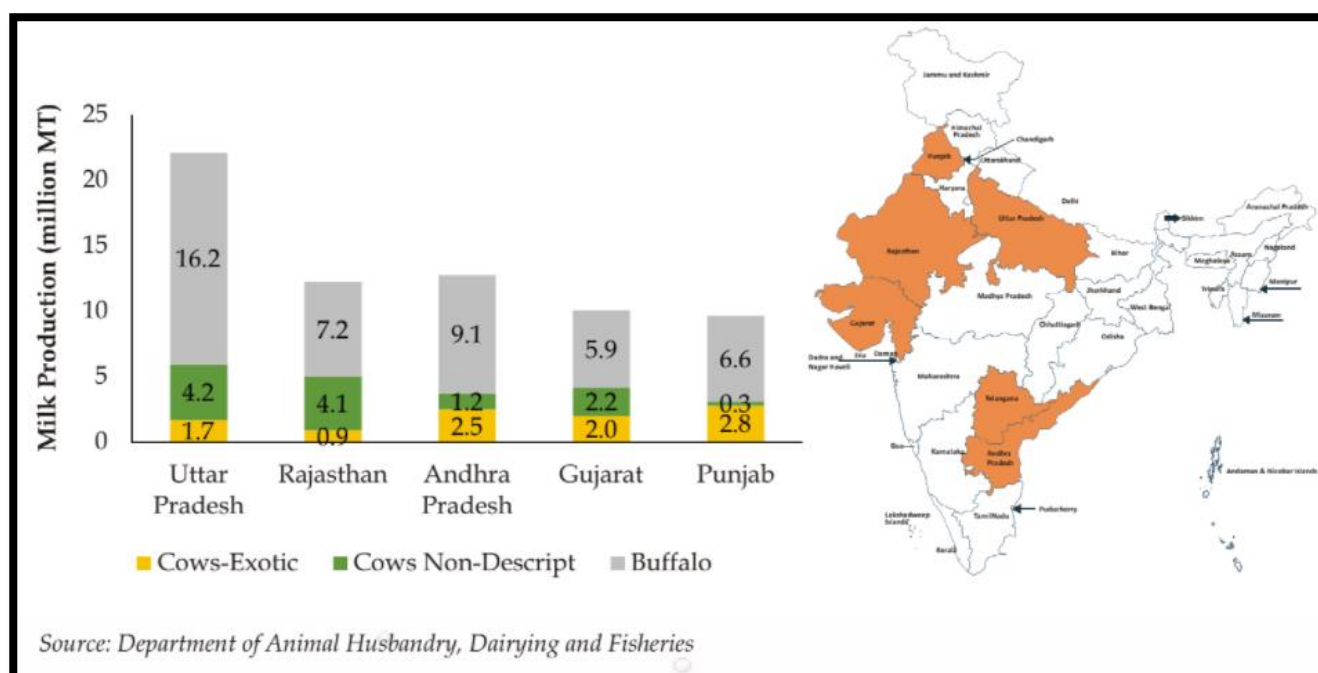 Milk Production (million MT)
25
20
15
10
5
0
16.2
4.2
1.7
7.2
4.1
0.9
9.1
1.2
2.5
5.9
2.2
2.0
6.6
0.3
2.8
Uttar
Pradesh
Rajasthan
Andhra
Pradesh
Gujarat
Punjab
Cows-Exotic
Cows Non-Descript
Buffalo
Jammu and Kashmir
Himachal
Pradesh
Chandigarh
Punjab
Uttarakhand
Haryana
Delhi
Arunachal Pradesh
Sikkim
Uttar Pradesh
Rajasthan
Bihar
Assam
Nagaland
Meghalaya
Manipur
Tripura
Mizoram
Madhya Pradesh
Jharkhand
West Bengal
Gujarat
Chhattisgarh
Odisha
Dadra and
Nagar Haveli
Diu
Daman
Maharashtra
Telangana
Goa
Karnataka
Andhra
Pradesh
Andaman & Nicobar Islands
Lakshadweep
Islands
TamilNadu
Puducherry
Kerala
Source: Department of Animal Husbandry, Dairying and Fisheries